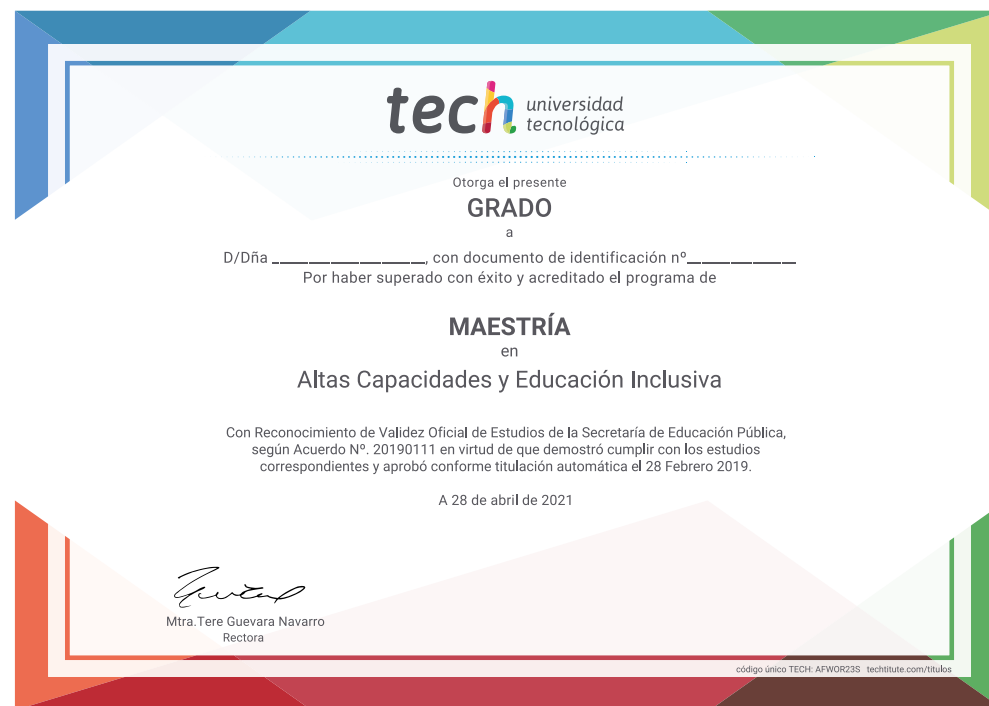 tech universidad
tecnológica
Otorga el presente
GRADO
a
D/Dña ___________________, con documento de identificación nº______________
Por haber superado con éxito y acreditado el programa de
MAESTRÍA
en
Altas Capacidades y Educación Inclusiva
Con Reconocimiento de Validez Oficial de Estudios de la Secretaría de Educación Pública,
según Acuerdo Nº. 20190111 en virtud de que demostró cumplir con los estudios
correspondientes y aprobó conforme titulación automática el 28 Febrero 2019.
A 28 de abril de 2021
Mtra.Tere Guevara Navarro
Rectora
código único TECH: AFWOR23S techtitute.com/titulos